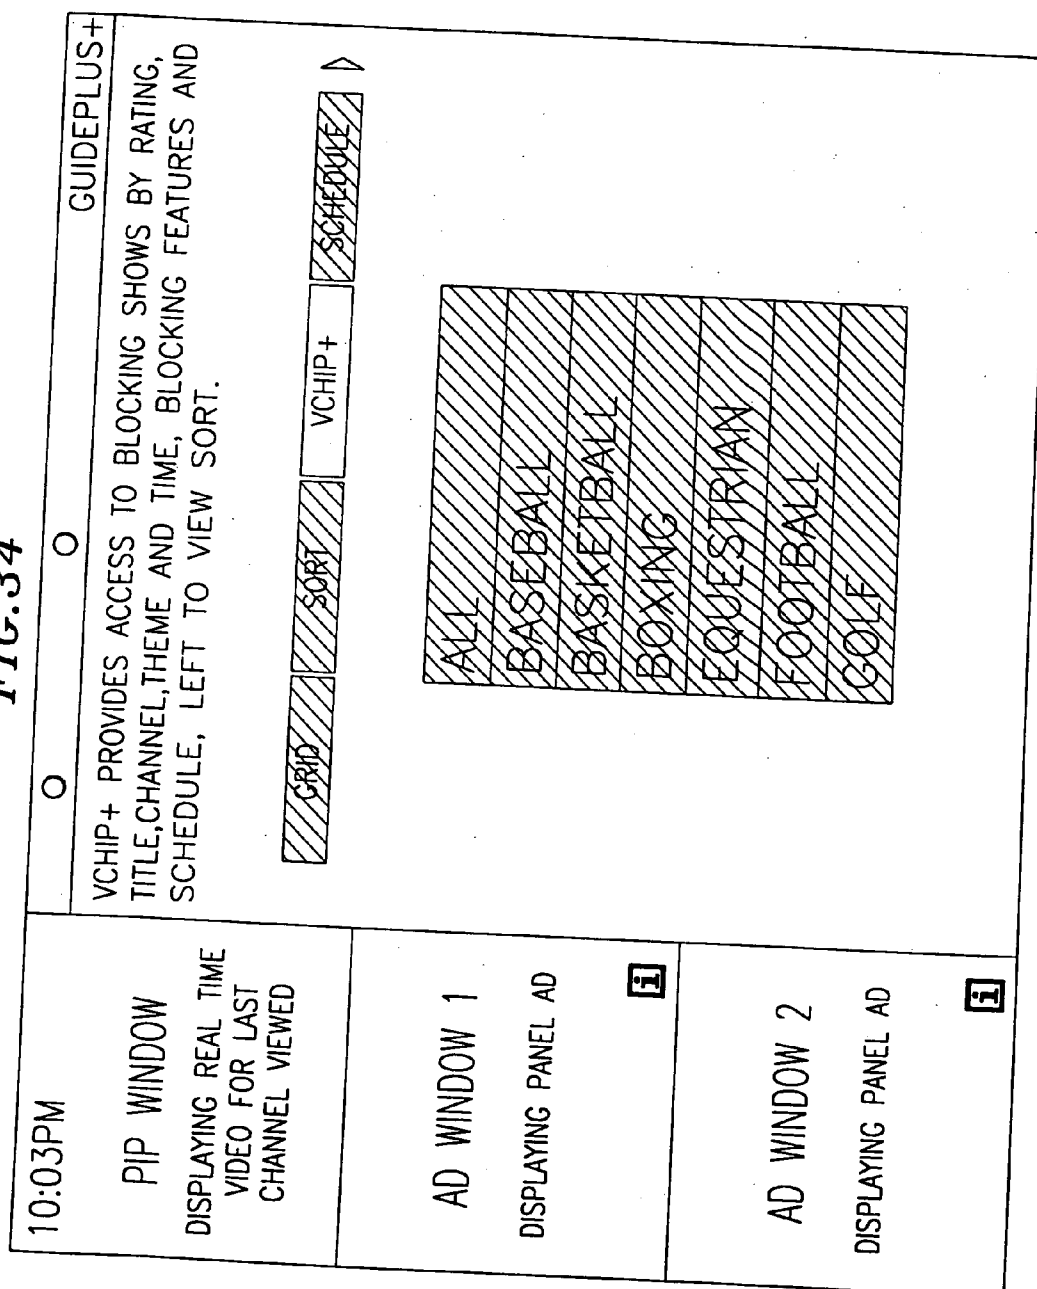 FIG.34
10:03PM
GUIDEPLUS+
PIP WINDOW
DISPLAYING REAL TIME
VIDEO FOR LAST
CHANNEL VIEWED
AD WINDOW 1
DISPLAYING PANEL AD
i
AD WINDOW 2
DISPLAYING PANEL AD
i
VCHIP+ PROVIDES ACCESS TO BLOCKING SHOWS BY RATING,
TITLE,CHANNEL,THEME AND TIME, BLOCKING FEATURES AND
SCHEDULE, LEFT TO VIEW SORT.
GRID SORT VCHIP+ SCHEDULE
ALL
BASEBALL
BASKETBALL
BOXING
EQUESTRIAN
FOOTBALL
GOLF